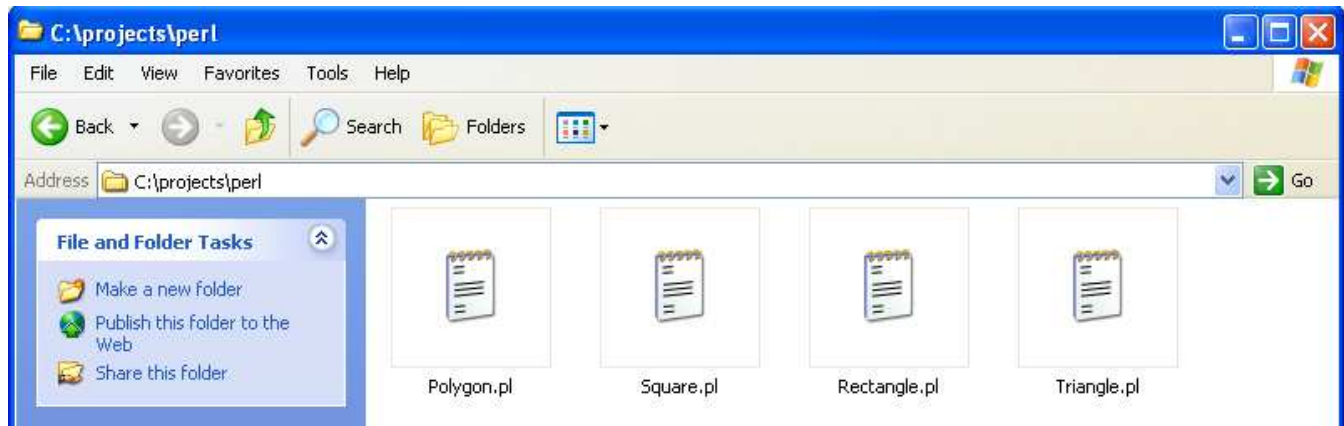 C:\projects\perl
File Edit View Favorites Tools Help
Back Search Folders
Address C:\projects\perl Go
File and Folder Tasks
Make a new folder
Publish this folder to the
Web
Share this folder
Polygon.pl Square.pl Rectangle.pl Triangle.pl